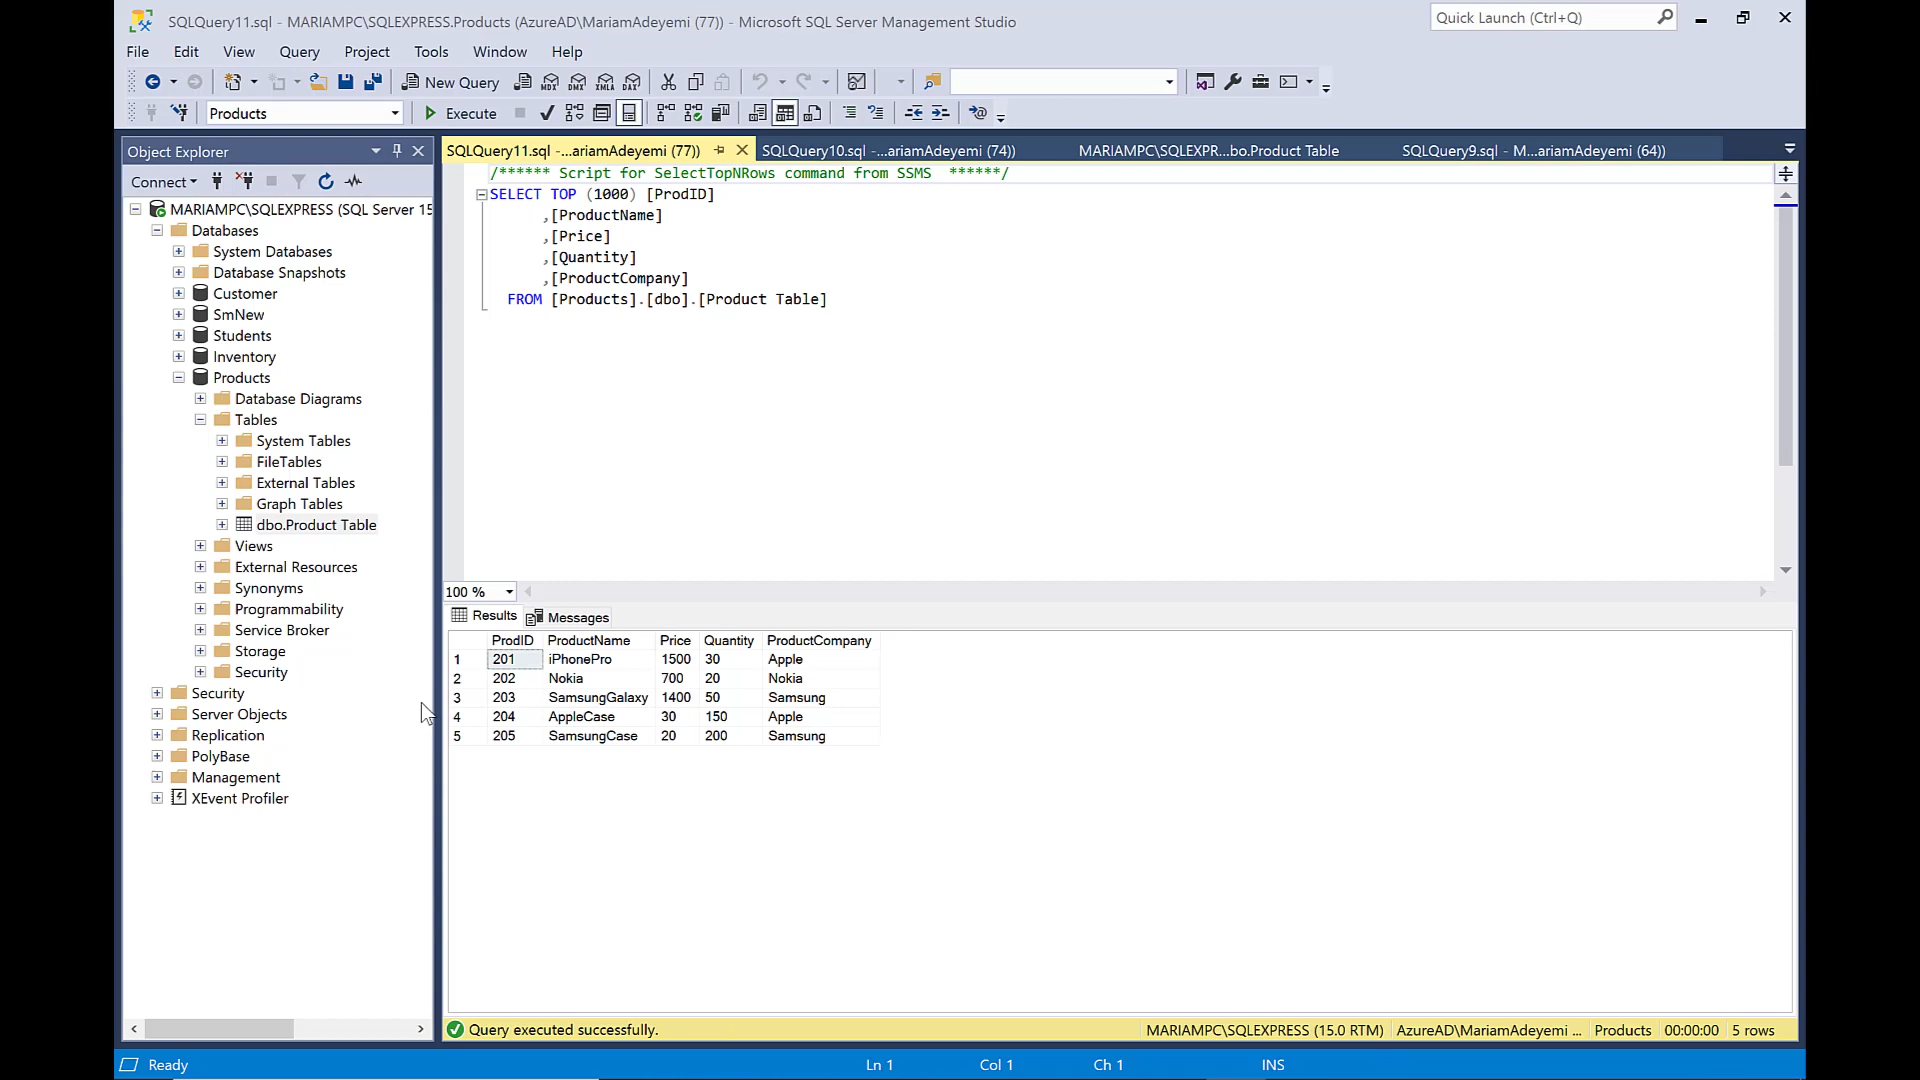 SQLQuery11.sql - MARIAMPC\SQLEXPRESS.Products (AzureAD\MariamAdeyemi (77)) - Microsoft SQL Server Management Studio
Quick Launch (Ctrl+Q)
File Edit View Query Project Tools Window Help
New Query MDX DMX XMLA DAX
Products Execute
Object Explorer
Connect
MARIAMPC\SQLEXPRESS (SQL Server 15
Databases
System Databases
Database Snapshots
Customer
SmNew
Students
Inventory
Products
Database Diagrams
Tables
System Tables
FileTables
External Tables
Graph Tables
dbo.Product Table
Views
External Resources
Synonyms
Programmability
Service Broker
Storage
Security
Security
Server Objects
Replication
PolyBase
Management
XEvent Profiler
SQLQuery11.sql -...ariamAdeyemi (77)) SQLQuery10.sql -...ariamAdeyemi (74)) MARIAMPC\SQLEXPR...bo.Product Table SQLQuery9.sql - M...ariamAdeyemi (64))
/****** Script for SelectTopNRows command from SSMS ******/
SELECT TOP (1000) [ProdID]
,[ProductName]
,[Price]
,[Quantity]
,[ProductCompany]
FROM [Products].[dbo].[Product Table]
100 %
Results Messages
ProdID ProductName Price Quantity ProductCompany
1 201 iPhonePro 1500 30 Apple
2 202 Nokia 700 20 Nokia
3 203 SamsungGalaxy 1400 50 Samsung
4 204 AppleCase 30 150 Apple
5 205 SamsungCase 20 200 Samsung
Query executed successfully. MARIAMPC\SQLEXPRESS (15.0 RTM) AzureAD\MariamAdeyemi ... Products 00:00:00 5 rows
Ready Ln 1 Col 1 Ch 1 INS